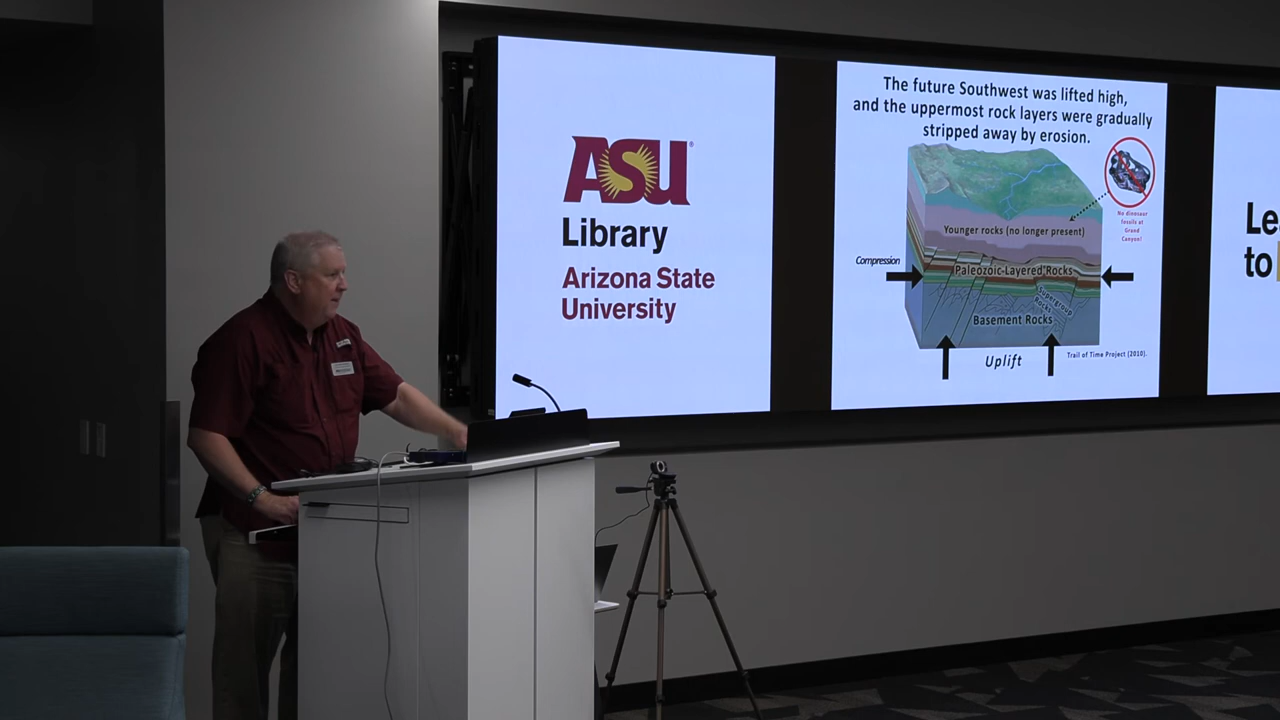 ASU
Library
Arizona State
University
The future Southwest was lifted high,
and the uppermost rock layers were gradually
stripped away by erosion.
No dinosaur
fossils at
Grand
Canyon!
Younger rocks (no longer present)
Compression
Paleozoic-Layered Rocks
Supergroup
Rocks
Basement Rocks
Uplift
Trail of Time Project (2010).
Le
to